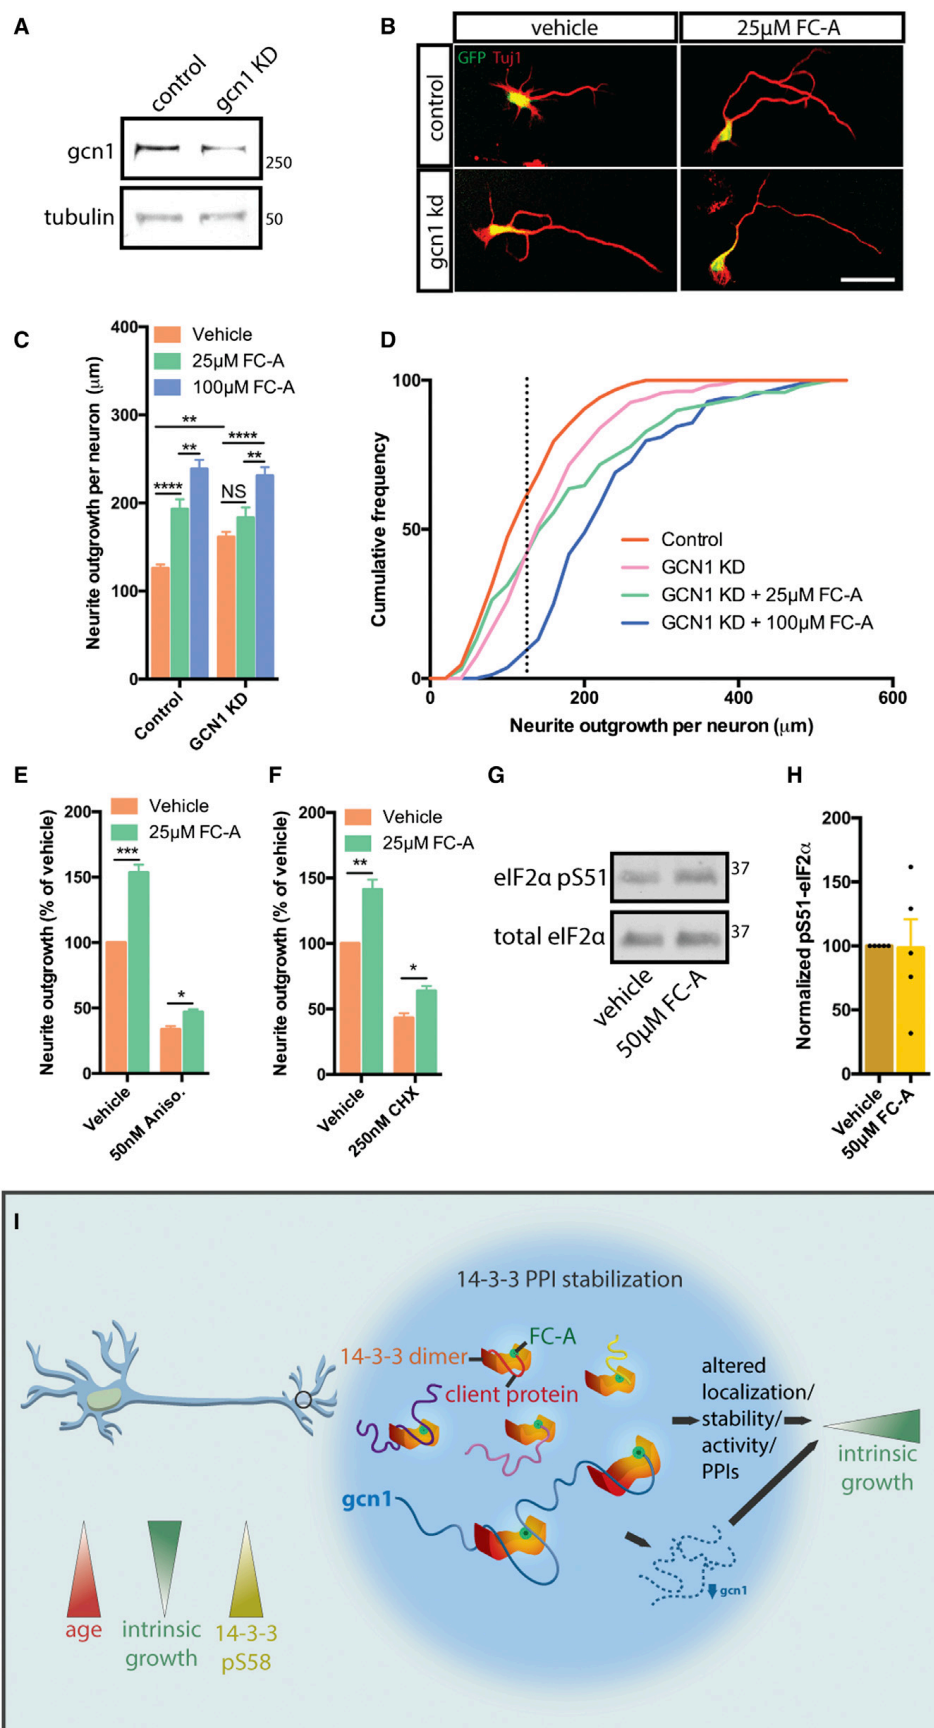 A
control
gcn1 KD
gcn1
250
tubulin
50
B
vehicle
25μM FC-A
GFP Tuj1
control
gcn1 kd
C
Neurite outgrowth per neuron (μm)
400
300
200
100
0
Vehicle
25μM FC-A
100μM FC-A
**
****
**
****
**
NS
Control
GCN1 KD
D
Cumulative frequency
100
50
0
Control
GCN1 KD
GCN1 KD + 25μM FC-A
GCN1 KD + 100μM FC-A
0
200
400
600
Neurite outgrowth per neuron (μm)
E
Neurite outgrowth (% of vehicle)
200
150
100
50
0
Vehicle
25μM FC-A
***
*
Vehicle
50nM Aniso.
F
Neurite outgrowth (% of vehicle)
200
150
100
50
0
Vehicle
25μM FC-A
**
*
Vehicle
250nM CHX
G
eIF2α pS51
37
total eIF2α
37
vehicle
50μM FC-A
H
Normalized pS51-eIF2α
200
150
100
50
0
Vehicle
50μM FC-A
I
14-3-3 PPI stabilization
FC-A
14-3-3 dimer
client protein
altered
localization/
stability/
activity/
PPIs
intrinsic
growth
gcn1
gcn1
age
intrinsic
growth
14-3-3
pS58